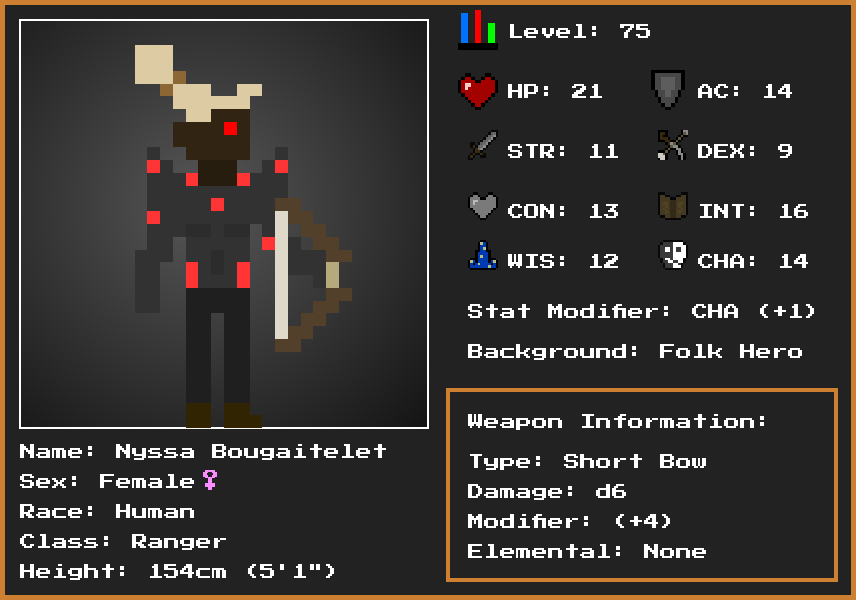 Level: 75
HP: 21 AC: 14
STR: 11 DEX: 9
CON: 13 INT: 16
WIS: 12 CHA: 14
Stat Modifier: CHA (+1)
Background: Folk Hero
Weapon Information:
Type: Short Bow
Damage: d6
Modifier: (+4)
Elemental: None
Name: Nyssa Bougaitelet
Sex: Female♀
Race: Human
Class: Ranger
Height: 154cm (5'1")